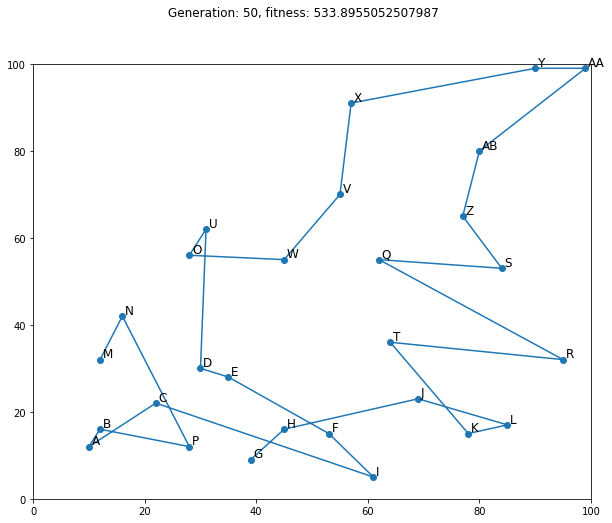 Generation: 50, fitness: 533.8955052507987
100
Y
AA
X
AB
80
V
Z
U
60
O
W
Q
S
N
40
T
M
R
D
E
C
J
20
B
H
F
L
K
A
P
G
I
0
0
20
40
60
80
100